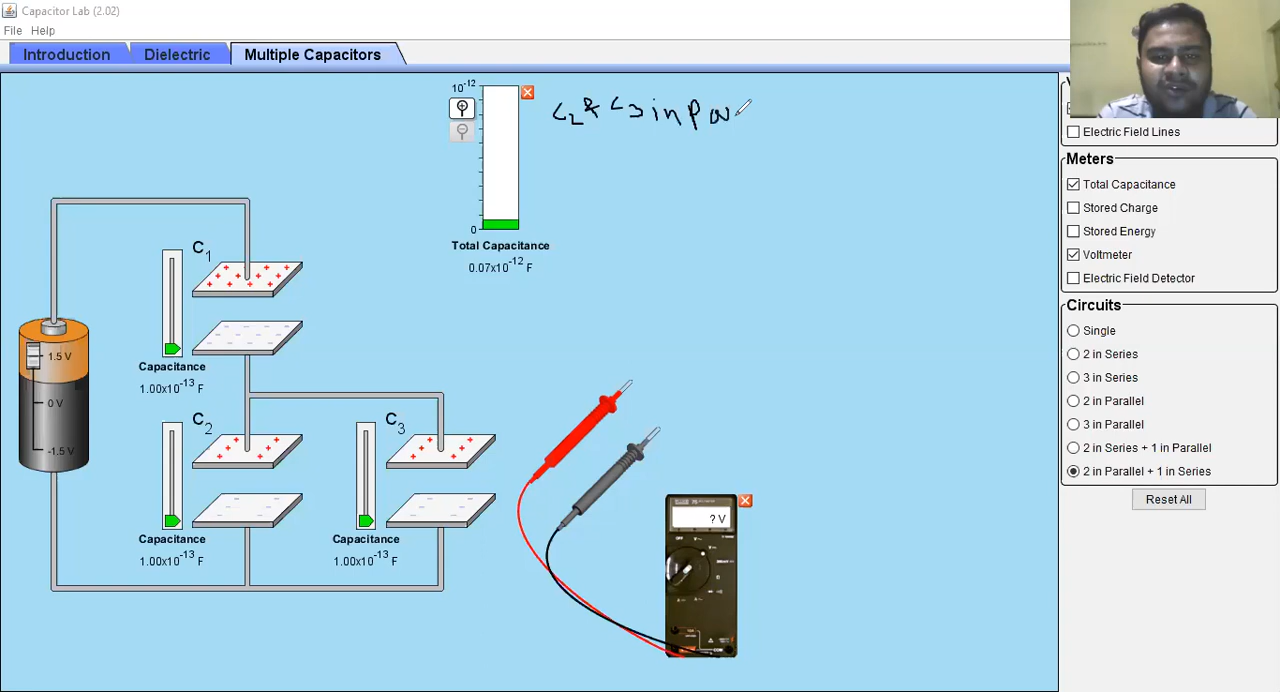 Capacitor Lab (2.02)
File Help
Introduction Dielectric Multiple Capacitors
10-12
0
Total Capacitance
0.07x10-12 F
C2 & C3 in Par
C1
Capacitance
1.00x10-13 F
1.5 V
0 V
-1.5 V
C2
Capacitance
1.00x10-13 F
C3
Capacitance
1.00x10-13 F
? V
Electric Field Lines
Meters
Total Capacitance
Stored Charge
Stored Energy
Voltmeter
Electric Field Detector
Circuits
Single
2 in Series
3 in Series
2 in Parallel
3 in Parallel
2 in Series + 1 in Parallel
2 in Parallel + 1 in Series
Reset All